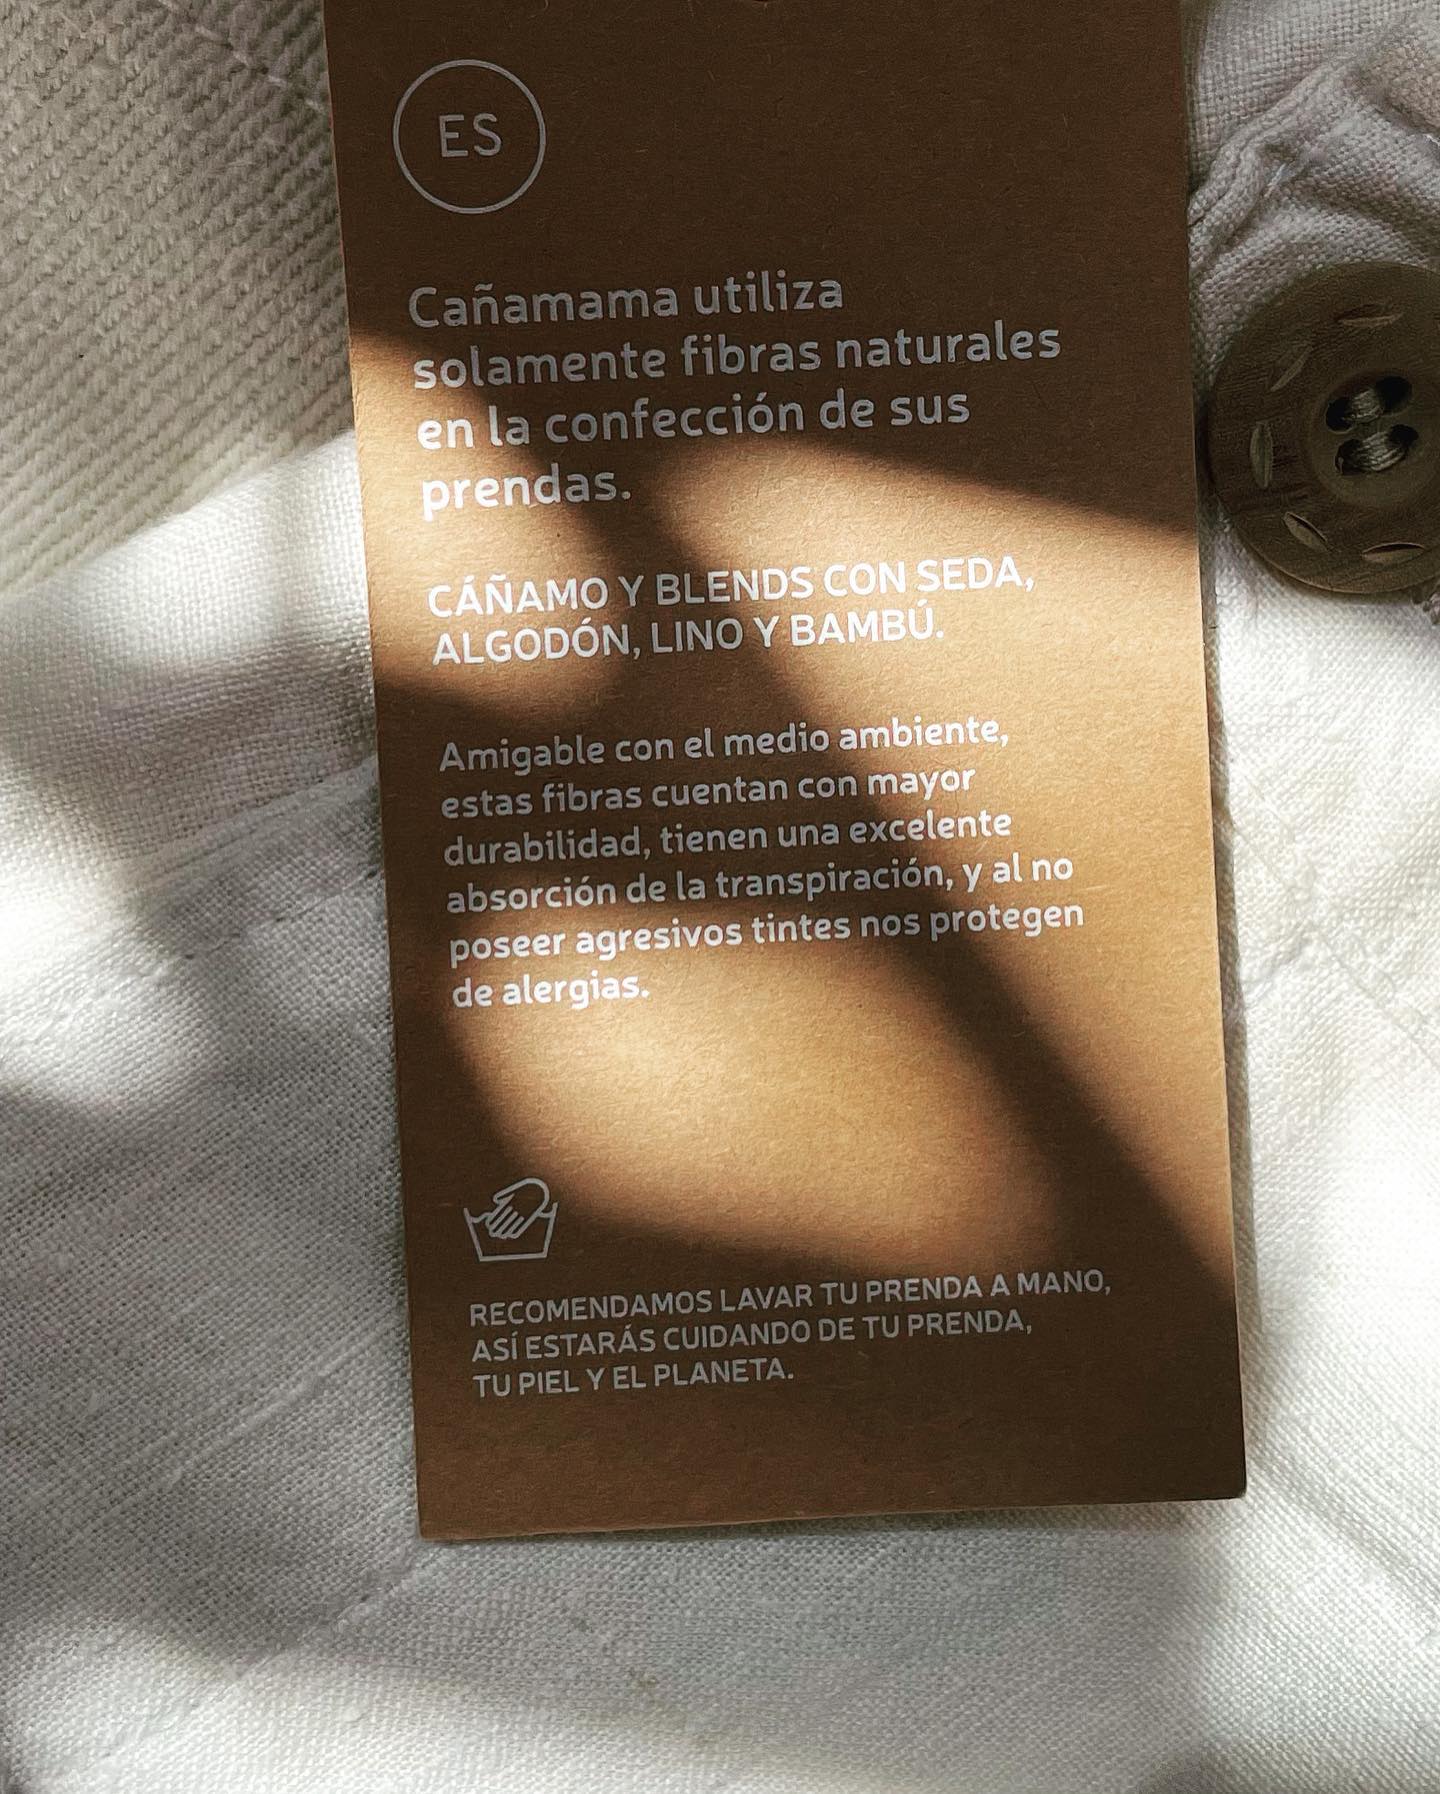 ES
Cañamama utiliza
solamente fibras naturales
en la confección de sus
prendas.
CÁÑAMO Y BLENDS CON SEDA,
ALGODÓN, LINO Y BAMBÚ.
Amigable con el medio ambiente,
estas fibras cuentan con mayor
durabilidad, tienen una excelente
absorción de la transpiración, y al no
poseer agresivos tintes nos protegen
de alergias.
RECOMENDAMOS LAVAR TU PRENDA A MANO,
ASÍ ESTARÁS CUIDANDO DE TU PRENDA,
TU PIEL Y EL PLANETA.